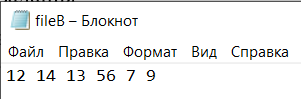 fileB – Блокнот
Файл Правка Формат Вид Справка
12 14 13 56 7 9